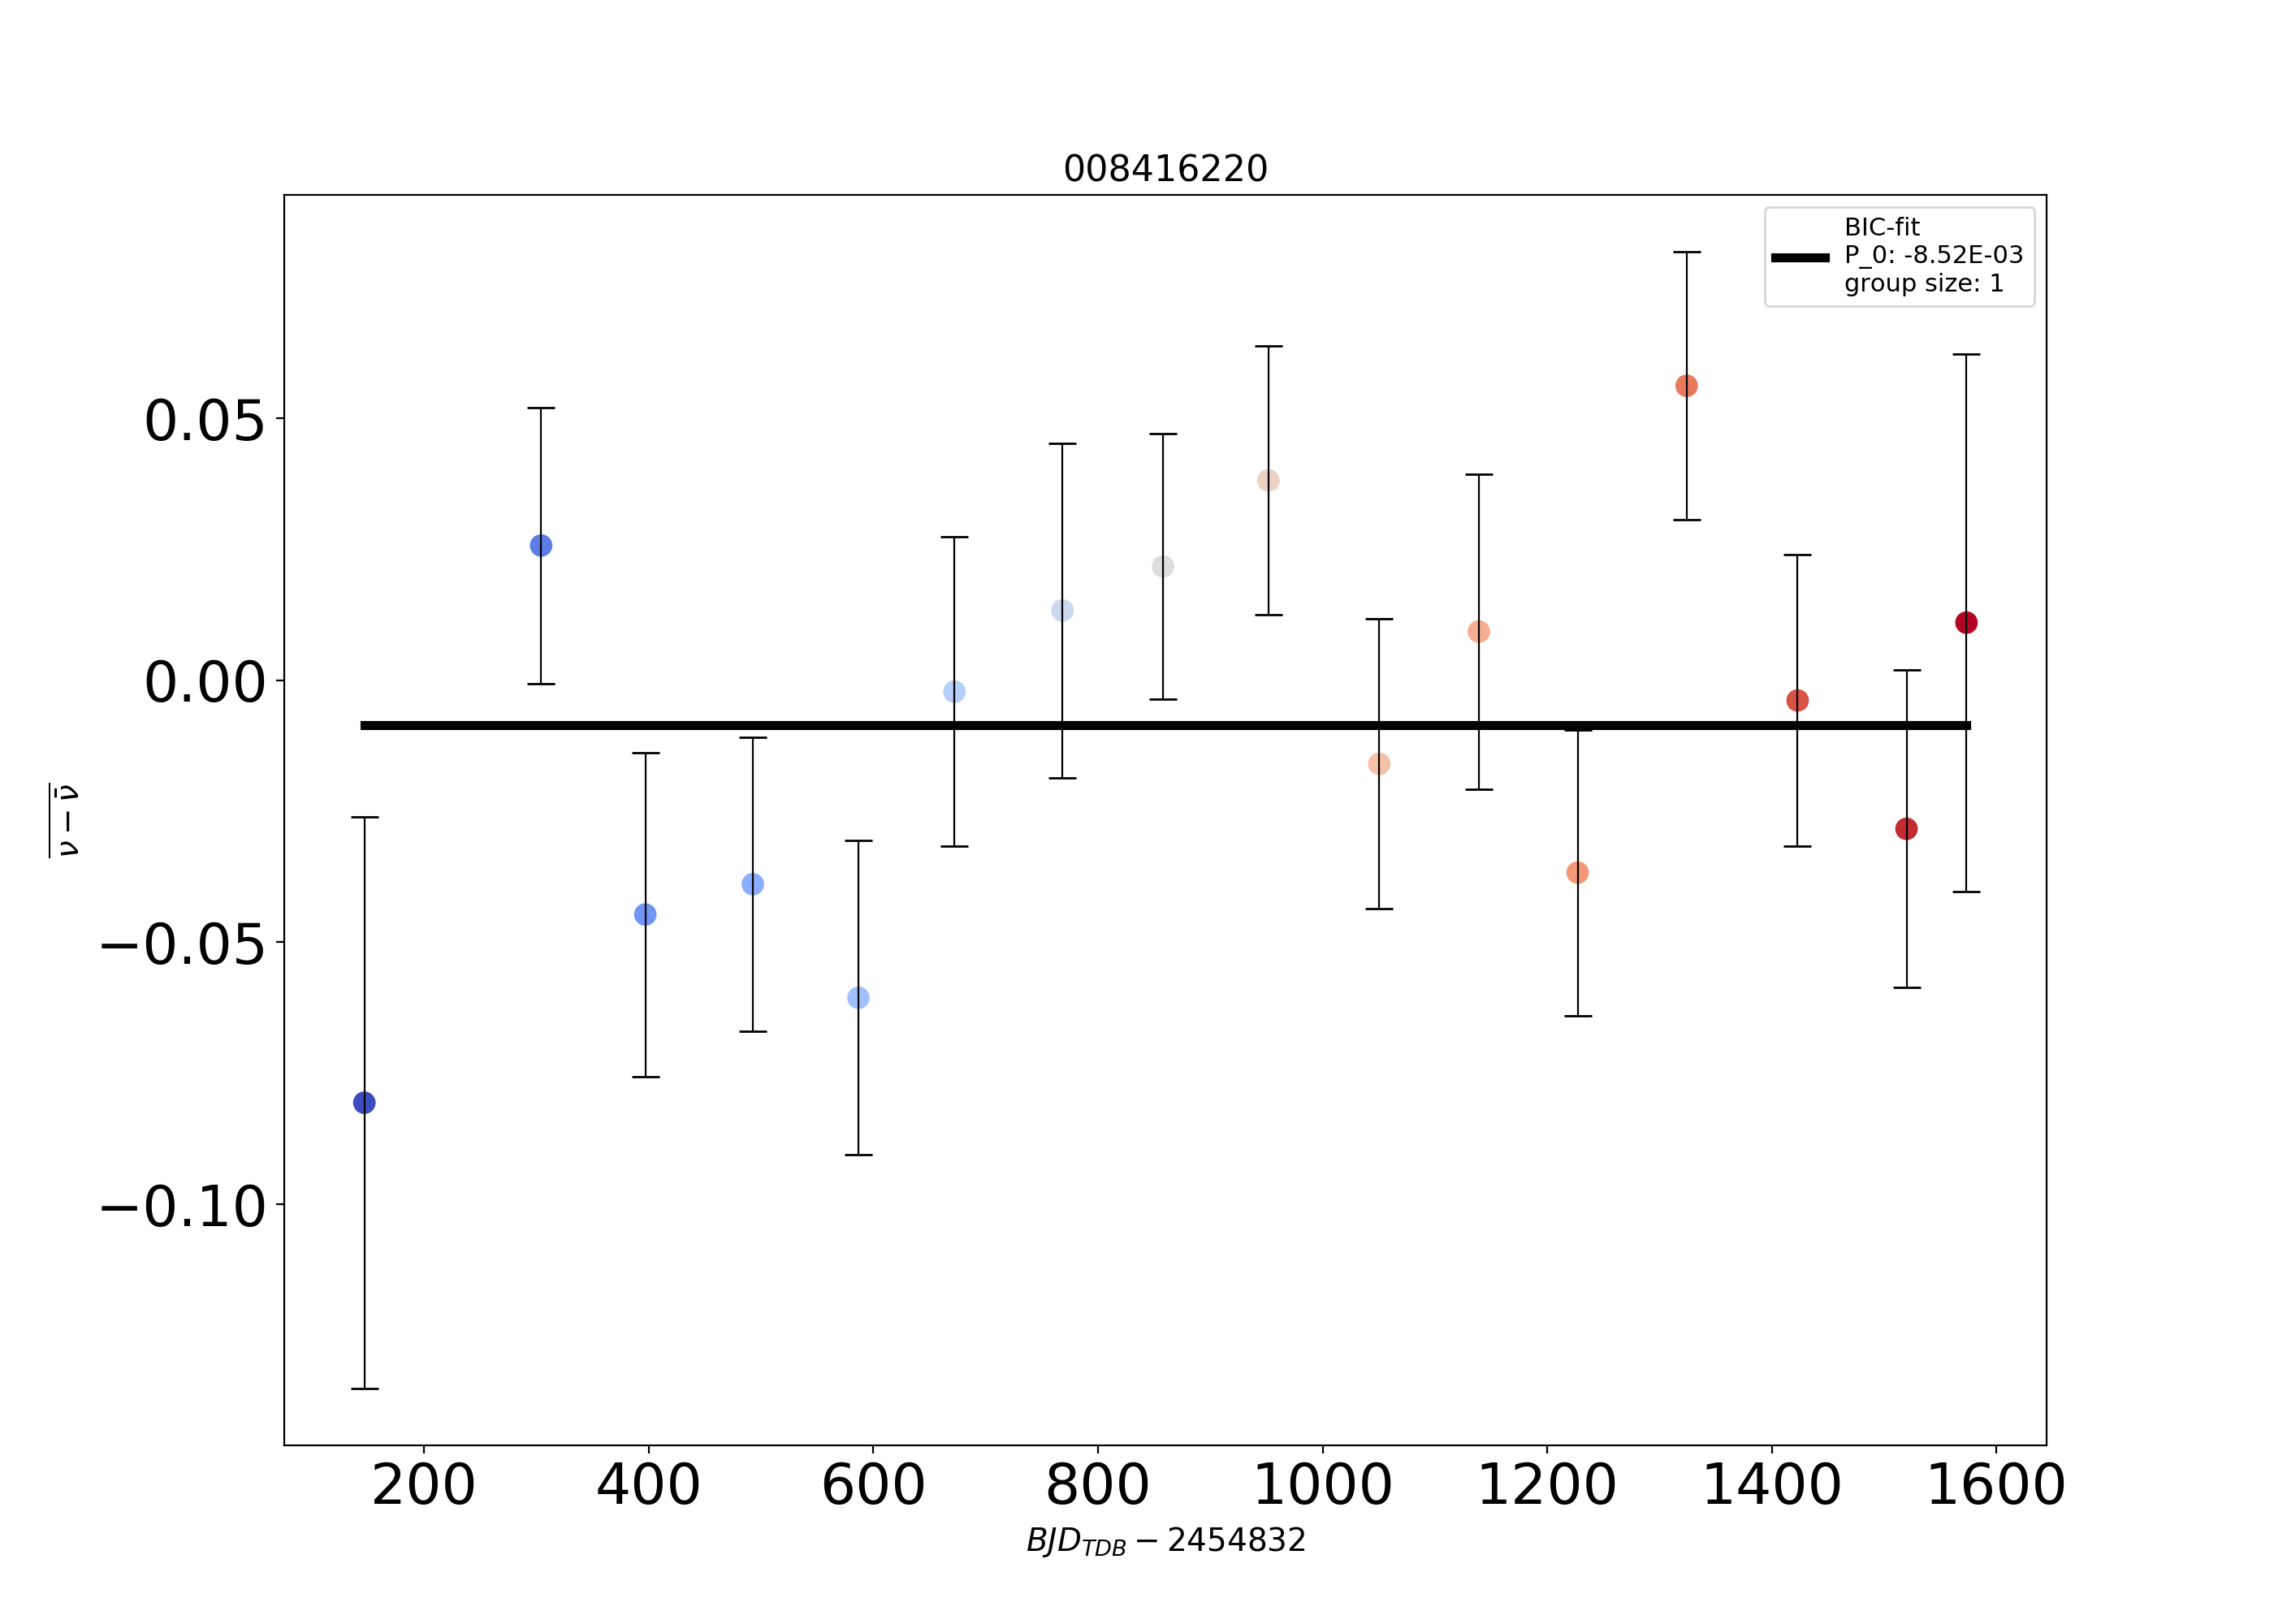 008416220
BIC-fit
P_0: -8.52E-03
group size: 1
0.05
0.00
−0.05
−0.10
ν − ν̄
200 400 600 800 1000 1200 1400 1600
BJD_TDB − 2454832